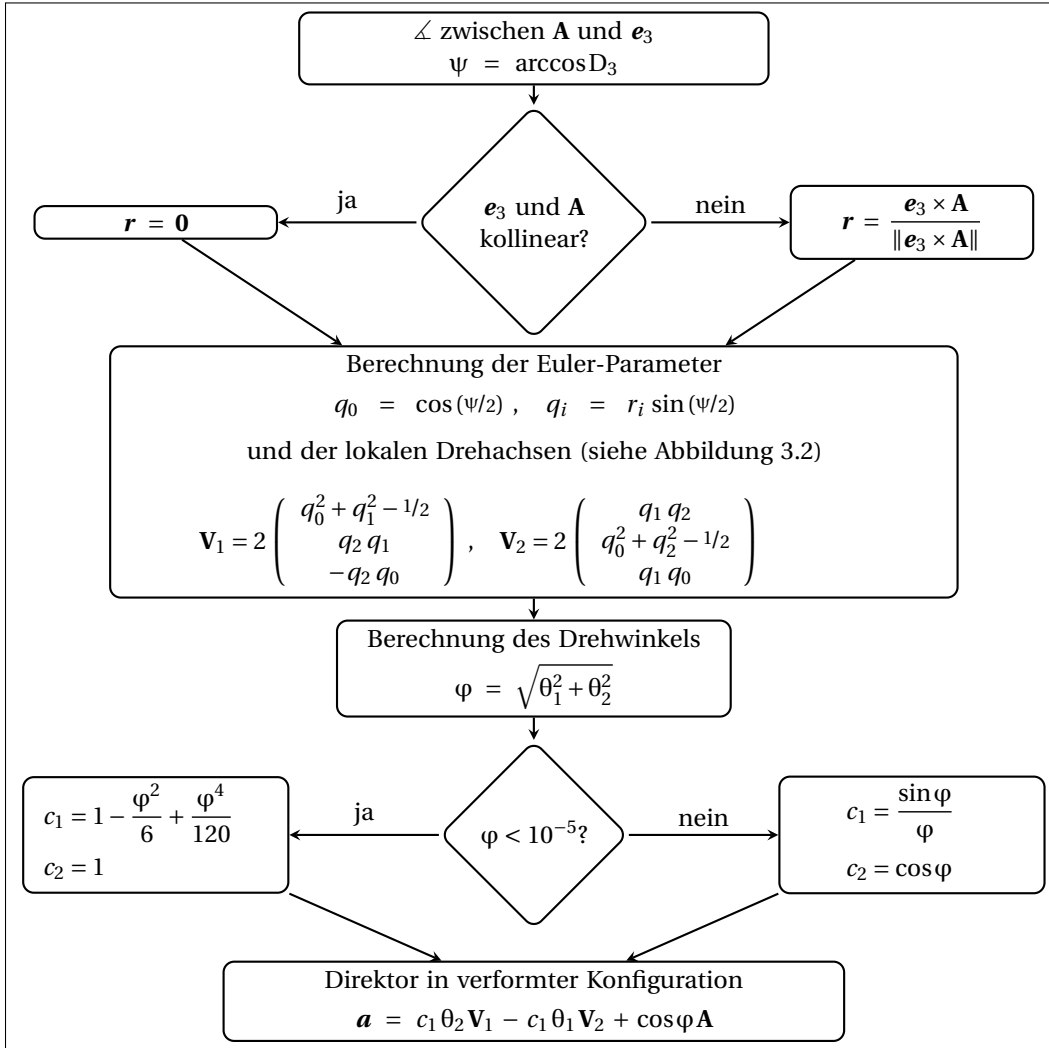 ∡ zwischen A und e₃
ψ = arccos D₃
e₃ und A
kollinear?
ja
nein
r = 0
r = (e₃ × A) / ‖e₃ × A‖
Berechnung der Euler-Parameter
q₀ = cos(ψ/2) , qᵢ = rᵢ sin(ψ/2)
und der lokalen Drehachsen (siehe Abbildung 3.2)
V₁ = 2 ( q₀² + q₁² − 1/2 ; q₂ q₁ ; −q₂ q₀ ) , V₂ = 2 ( q₁ q₂ ; q₀² + q₂² − 1/2 ; q₁ q₀ )
Berechnung des Drehwinkels
φ = √(θ₁² + θ₂²)
φ < 10⁻⁵?
ja
nein
c₁ = 1 − φ²/6 + φ⁴/120
c₂ = 1
c₁ = sin φ / φ
c₂ = cos φ
Direktor in verformter Konfiguration
a = c₁ θ₂ V₁ − c₁ θ₁ V₂ + cos φ A